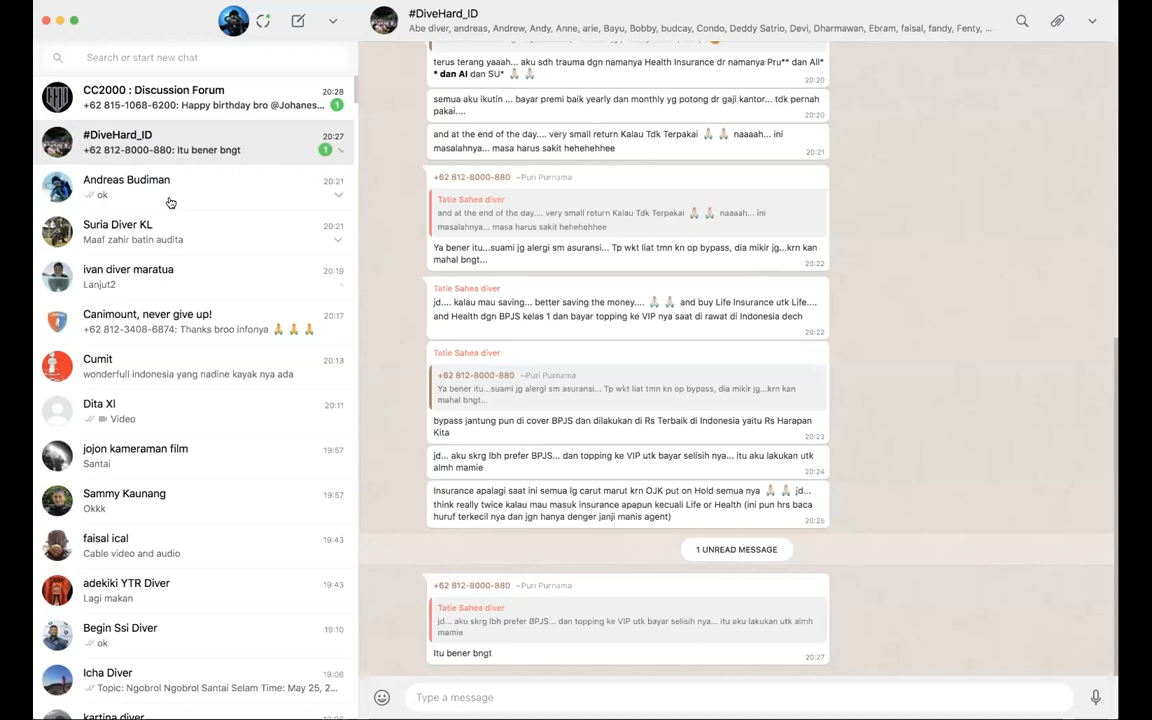 #DiveHard_ID
Abe diver, andreas, Andrew, Andy, Anne, arie, Bayu, Bobby, budcay, Condo, Deddy Satrio, Devi, Dharmawan, Ebram, faisal, fandy, Fenty, ...
Search or start new chat
CC2000 : Discussion Forum
20:28
+62 815-1068-6200: Happy birthday bro @Johanes...
1
#DiveHard_ID
20:27
+62 812-8000-880: Itu bener bngt
1
Andreas Budiman
20:21
ok
Suria Diver KL
20:21
Maaf zahir batin audita
ivan diver maratua
20:19
Lanjut2
Canimount, never give up!
20:17
+62 812-3408-6874: Thanks broo infonya 🙏 🙏 🙏
Cumit
20:13
wonderfull indonesia yang nadine kayak nya ada
Dita Xl
20:11
Video
jojon kameraman film
19:57
Santai
Sammy Kaunang
19:57
Okkk
faisal ical
19:43
Cable video and audio
adekiki YTR Diver
19:43
Lagi makan
Begin Ssi Diver
19:10
ok
Icha Diver
19:06
Topic: Ngobrol Ngobrol Santai Selam Time: May 25, 2...
kartina diver
terus terang yaaah... aku sdh trauma dgn namanya Health Insurance dr namanya Pru** dan All*
* dan AI dan SU* 🙏🏻 🙏🏻
20:20
semua aku ikutin ... bayar premi baik yearly dan monthly yg potong dr gaji kantor... tdk pernah
pakai....
20:20
and at the end of the day.... very small return Kalau Tdk Terpakai 🙏🏻 🙏🏻 naaaah... ini
masalahnya... masa harus sakit hehehehhee
20:21
+62 812-8000-880 ~Puri Purnama
Tatie Sahea diver
and at the end of the day.... very small return Kalau Tdk Terpakai 🙏🏻 🙏🏻 naaaah... ini
masalahnya... masa harus sakit hehehehhee
Ya bener itu...suami jg alergi sm asuransi... Tp wkt liat tmn kn op bypass, dia mikir jg...krn kan
mahal bngt...
20:22
Tatie Sahea diver
jd.... kalau mau saving... better saving the money.... 🙏🏻 🙏🏻 and buy Life Insurance utk Life....
and Health dgn BPJS kelas 1 dan bayar topping ke VIP nya saat di rawat di Indonesia dech
20:22
Tatie Sahea diver
+62 812-8000-880 ~Puri Purnama
Ya bener itu...suami jg alergi sm asuransi... Tp wkt liat tmn kn op bypass, dia mikir jg...krn kan
mahal bngt...
bypass jantung pun di cover BPJS dan dilakukan di Rs Terbaik di Indonesia yaitu Rs Harapan
Kita
20:23
jd... aku skrg lbh prefer BPJS... dan topping ke VIP utk bayar selisih nya... itu aku lakukan utk
almh mamie
20:24
Insurance apalagi saat ini semua lg carut marut krn OJK put on Hold semua nya 🙏🏻 🙏🏻 jd...
think really twice kalau mau masuk insurance apapun kecuali Life or Health (ini pun hrs baca
huruf terkecil nya dan jgn hanya denger janji manis agent)
20:25
1 UNREAD MESSAGE
+62 812-8000-880 ~Puri Purnama
Tatie Sahea diver
jd... aku skrg lbh prefer BPJS... dan topping ke VIP utk bayar selisih nya... itu aku lakukan utk almh
mamie
Itu bener bngt
20:27
Type a message